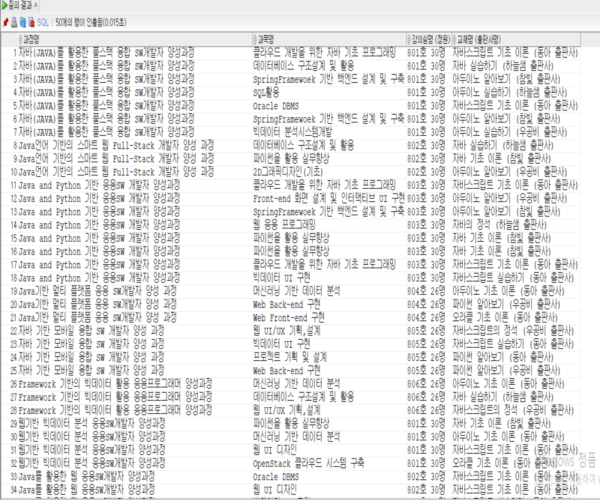 질의 결과 ×
SQL | 50개의 행이 인출됨(0.015초)
과정명 과목명 강의실명 (정원) 교재명 (출판사명)
1 자바(JAVA)를 활용한 풀스택 융합 SW개발자 양성과정 클라우드 개발을 위한 자바 기초 프로그래밍 801호 30명 자바스크립트 기초 이론 (동아 출판사)
2 자바(JAVA)를 활용한 풀스택 융합 SW개발자 양성과정 데이터베이스 구조설계 및 활용 801호 30명 자바 실습하기 (하늘샘 출판사)
3 자바(JAVA)를 활용한 풀스택 융합 SW개발자 양성과정 SpringFramewoek 기반 백엔드 설계 및 구축 801호 30명 아두이노 알아보기 (참빛 출판사)
4 자바(JAVA)를 활용한 풀스택 융합 SW개발자 양성과정 SQL활용 801호 30명 아두이노 실습하기 (하늘샘 출판사)
5 자바(JAVA)를 활용한 풀스택 융합 SW개발자 양성과정 Oracle DBMS 801호 30명 자바스크립트 기초 이론 (동아 출판사)
6 자바(JAVA)를 활용한 풀스택 융합 SW개발자 양성과정 SpringFramewoek 기반 백엔드 설계 및 구축 801호 30명 아두이노 알아보기 (참빛 출판사)
7 자바(JAVA)를 활용한 풀스택 융합 SW개발자 양성과정 빅데이터 분석시스템개발 801호 30명 자바 실습하기 (우공비 출판사)
8 Java언어 기반의 스마트 웹 Full-Stack 개발자 양성 과정 데이터베이스 구조설계 및 활용 802호 30명 자바 실습하기 (하늘샘 출판사)
9 Java언어 기반의 스마트 웹 Full-Stack 개발자 양성 과정 파이썬을 활용 실무향상 802호 30명 자바 기초 이론 (참빛 출판사)
10 Java언어 기반의 스마트 웹 Full-Stack 개발자 양성 과정 2D그래픽디자인(기초) 802호 30명 아두이노 알아보기 (우공비 출판사)
11 Java and Python 기반 응용SW 개발자 양성과정 클라우드 개발을 위한 자바 기초 프로그래밍 803호 30명 자바스크립트 기초 이론 (동아 출판사)
12 Java and Python 기반 응용SW 개발자 양성과정 Front-end 화면 설계 및 인터랙티브 UI 구현 803호 30명 아두이노 알아보기 (우공비 출판사)
13 Java and Python 기반 응용SW 개발자 양성과정 SpringFramewoek 기반 백엔드 설계 및 구축 803호 30명 아두이노 알아보기 (참빛 출판사)
14 Java and Python 기반 응용SW 개발자 양성과정 웹 응용 프로그래밍 803호 30명 자바의 정석 (하늘샘 출판사)
15 Java and Python 기반 응용SW 개발자 양성과정 파이썬을 활용 실무향상 803호 30명 자바 기초 이론 (참빛 출판사)
16 Java and Python 기반 응용SW 개발자 양성과정 파이썬을 활용 실무향상 803호 30명 자바 기초 이론 (참빛 출판사)
17 Java and Python 기반 응용SW 개발자 양성과정 클라우드 개발을 위한 자바 기초 프로그래밍 803호 30명 자바스크립트 기초 이론 (동아 출판사)
18 Java and Python 기반 응용SW 개발자 양성과정 빅데이터 UI 구현 803호 30명 자바스크립트 실습하기 (동아 출판사)
19 Java기반 멀티 플랫폼 응용 SW개발자 양성 과정 머신러닝 기반 데이터 분석 804호 26명 아두이노 기초 이론 (동아 출판사)
20 Java기반 멀티 플랫폼 응용 SW개발자 양성 과정 Web Back-end 구현 804호 26명 파이썬 알아보기 (우공비 출판사)
21 Java기반 멀티 플랫폼 응용 SW개발자 양성 과정 Web Front-end 구현 804호 26명 오라클 기초 이론 (동아 출판사)
22 자바 기반 모바일 융합 SW 개발자 양성 과정 웹 UI/UX 기획,설계 805호 26명 자바스크립트의 정석 (우공비 출판사)
23 자바 기반 모바일 융합 SW 개발자 양성 과정 빅데이터 UI 구현 805호 26명 자바스크립트 실습하기 (동아 출판사)
24 자바 기반 모바일 융합 SW 개발자 양성 과정 프로젝트 기획 및 설계 805호 26명 파이썬 알아보기 (동아 출판사)
25 자바 기반 모바일 융합 SW 개발자 양성 과정 Web Back-end 구현 805호 26명 파이썬 알아보기 (우공비 출판사)
26 Framework 기반의 빅데이터 활용 응용프로그래머 양성과정 머신러닝 기반 데이터 분석 806호 26명 아두이노 기초 이론 (동아 출판사)
27 Framework 기반의 빅데이터 활용 응용프로그래머 양성과정 데이터베이스 구조설계 및 활용 806호 26명 자바 실습하기 (하늘샘 출판사)
28 Framework 기반의 빅데이터 활용 응용프로그래머 양성과정 웹 UI/UX 기획,설계 806호 26명 자바스크립트의 정석 (우공비 출판사)
29 웹기반 빅데이터 분석 응용SW개발자 양성과정 파이썬을 활용 실무향상 801호 30명 자바 기초 이론 (참빛 출판사)
30 웹기반 빅데이터 분석 응용SW개발자 양성과정 머신러닝 기반 데이터 분석 801호 30명 아두이노 기초 이론 (동아 출판사)
31 웹기반 빅데이터 분석 응용SW개발자 양성과정 웹 UI 디자인 801호 30명 아두이노 알아보기 (동아 출판사)
32 웹기반 빅데이터 분석 응용SW개발자 양성과정 OpenStack 클라우드 시스템 구축 801호 30명 오라클 기초 이론 (동아 출판사)
33 Java를 활용한 웹 응용SW개발자 양성과정 Oracle DBMS 802호 30명 자바스크립트 기초 이론 (동아
34 Java를 활용한 웹 응용SW개발자 양성과정 웹 UI 디자인 802호 30명 아두이노 알아보기 (동아 출판사)
정품